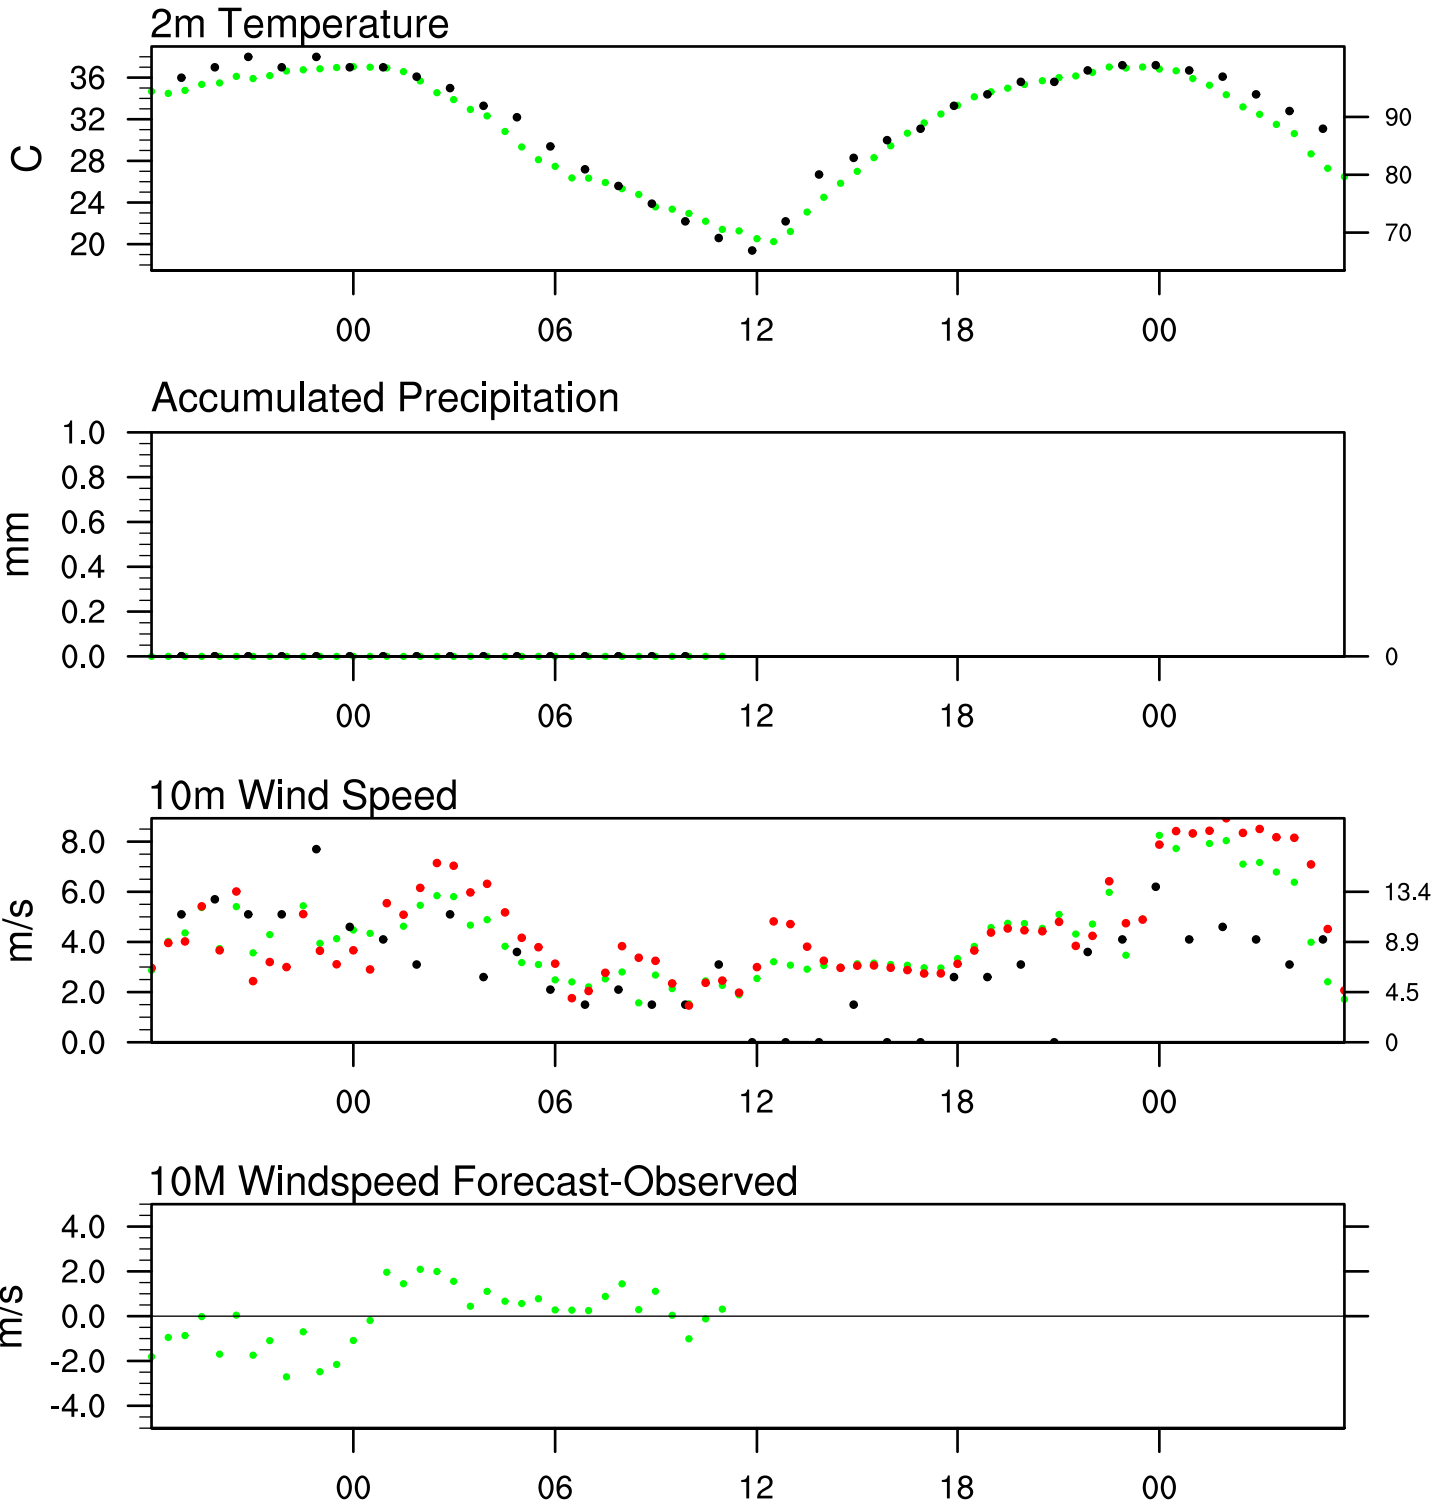 2m Temperature
36
32
28
24
20
C
90
80
70
00 06 12 18 00
Accumulated Precipitation
1.0
0.8
0.6
0.4
0.2
0.0
mm
0
00 06 12 18 00
10m Wind Speed
8.0
6.0
4.0
2.0
0.0
m/s
13.4
8.9
4.5
0
00 06 12 18 00
10M Windspeed Forecast-Observed
4.0
2.0
0.0
-2.0
-4.0
m/s
00 06 12 18 00